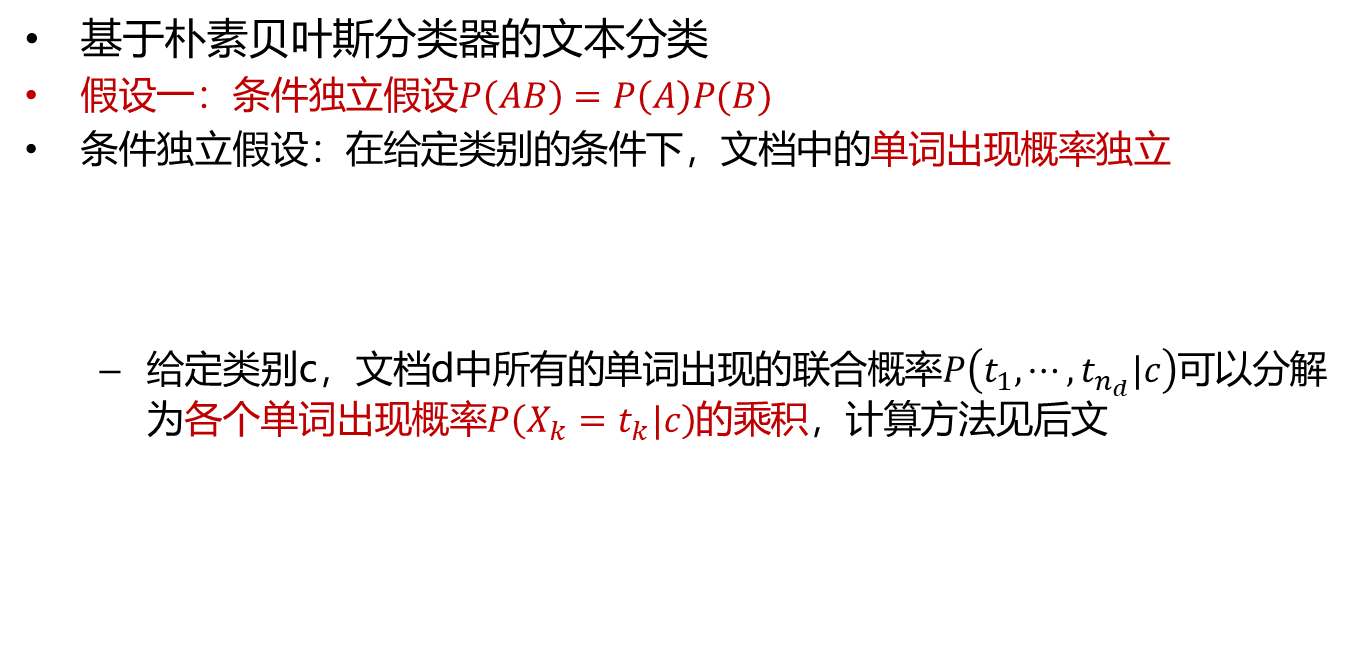 • 基于朴素贝叶斯分类器的文本分类
• 假设一：条件独立假设P(AB) = P(A)P(B)
• 条件独立假设：在给定类别的条件下，文档中的单词出现概率独立
– 给定类别c，文档d中所有的单词出现的联合概率P(t₁,⋯,t_{n_d}|c)可以分解
为各个单词出现概率P(X_k = t_k|c)的乘积，计算方法见后文